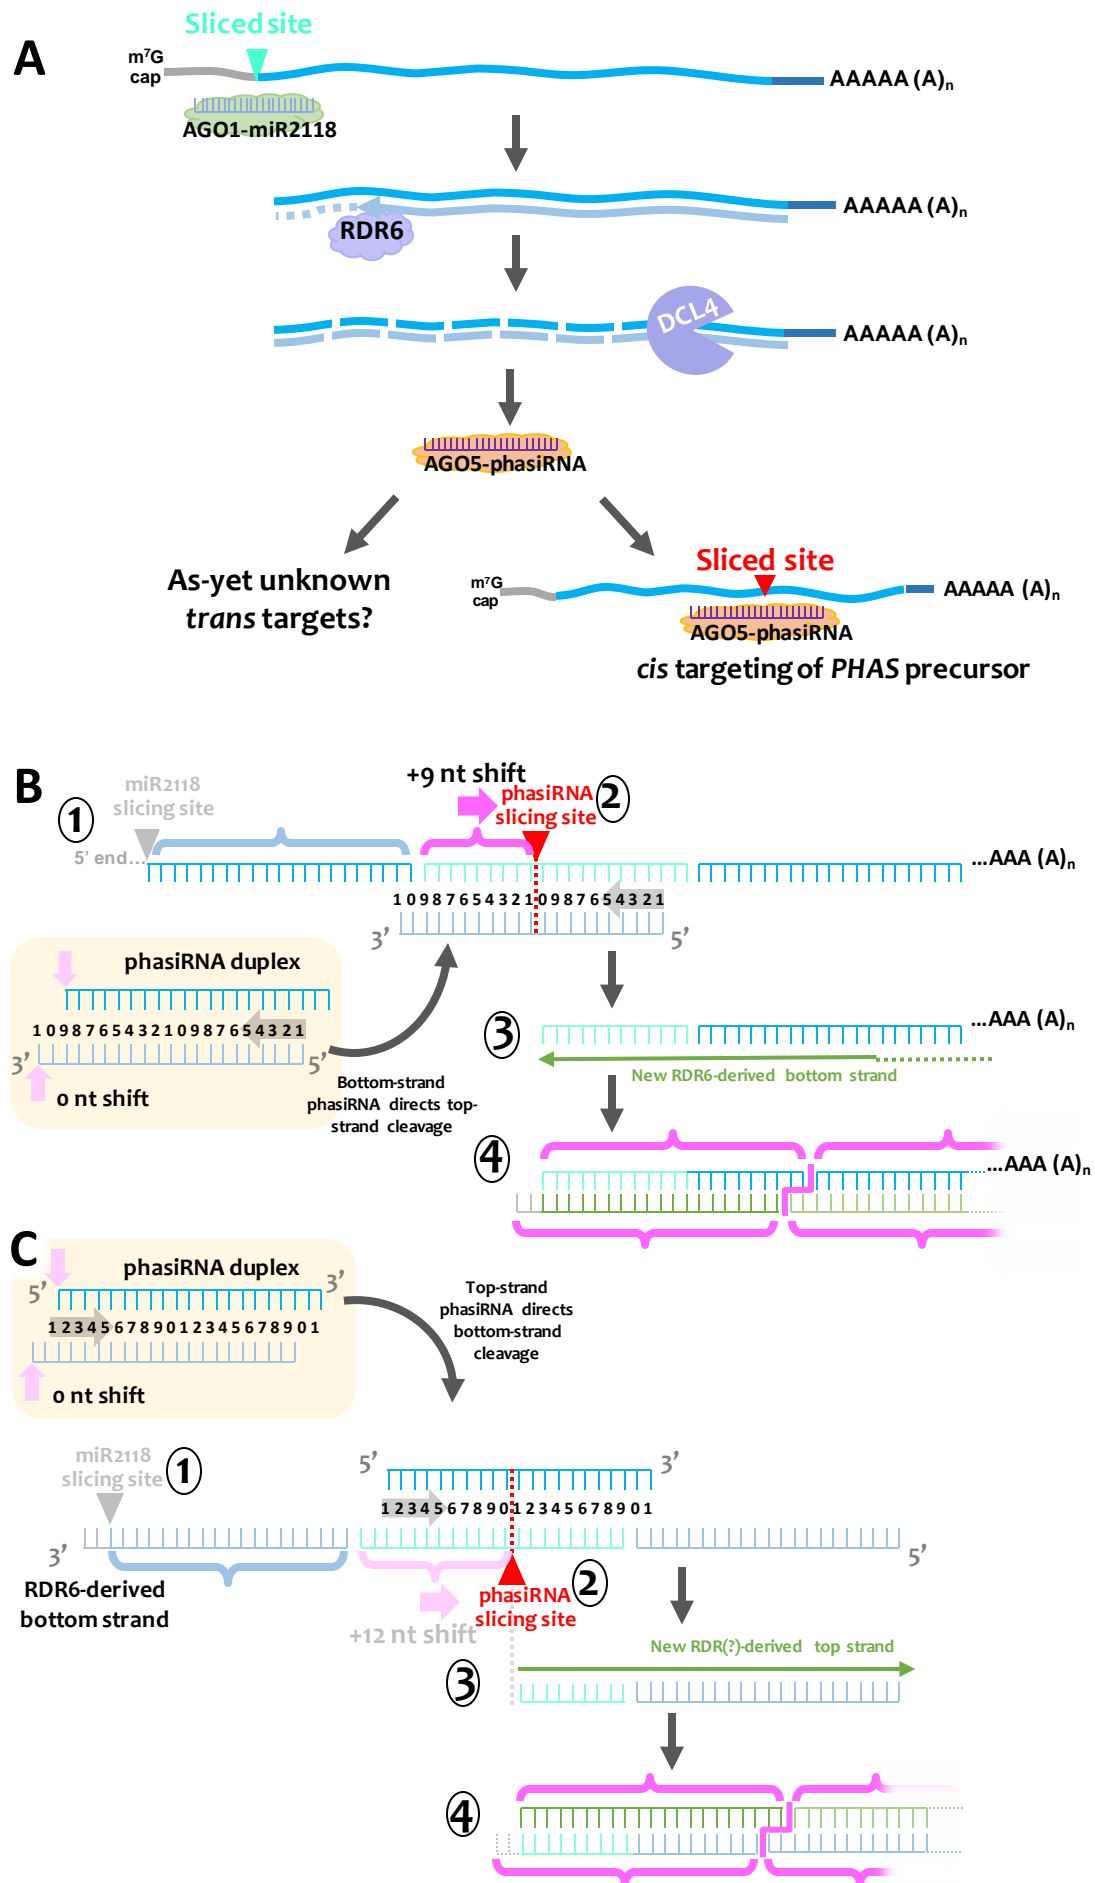 A
Sliced site
m⁷G
cap
AAAAA (A)ₙ
AGO1-miR2118
AAAAA (A)ₙ
RDR6
DCL4
AAAAA (A)ₙ
AGO5-phasiRNA
As-yet unknown
trans targets?
Sliced site
m⁷G
cap
AAAAA (A)ₙ
AGO5-phasiRNA
cis targeting of PHAS precursor
B
+9 nt shift
miR2118
slicing site
1
phasiRNA
slicing site
2
5’ end...
...AAA (A)ₙ
1 0 9 8 7 6 5 4 3 2 1 0 9 8 7 6 5 4 3 2 1
3’
5’
phasiRNA duplex
1 0 9 8 7 6 5 4 3 2 1 0 9 8 7 6 5 4 3 2 1
3’
5’
0 nt shift
Bottom-strand
phasiRNA directs top-
strand cleavage
3
...AAA (A)ₙ
New RDR6-derived bottom strand
4
...AAA (A)ₙ
C
phasiRNA duplex
5’
3’
1 2 3 4 5 6 7 8 9 0 1 2 3 4 5 6 7 8 9 0 1
0 nt shift
Top-strand
phasiRNA directs
bottom-strand
cleavage
miR2118
slicing site
1
5’
3’
1 2 3 4 5 6 7 8 9 0 1 2 3 4 5 6 7 8 9 0 1
3’
5’
RDR6-derived
bottom strand
phasiRNA
slicing site
2
+12 nt shift
New RDR(?)-derived top strand
3
4